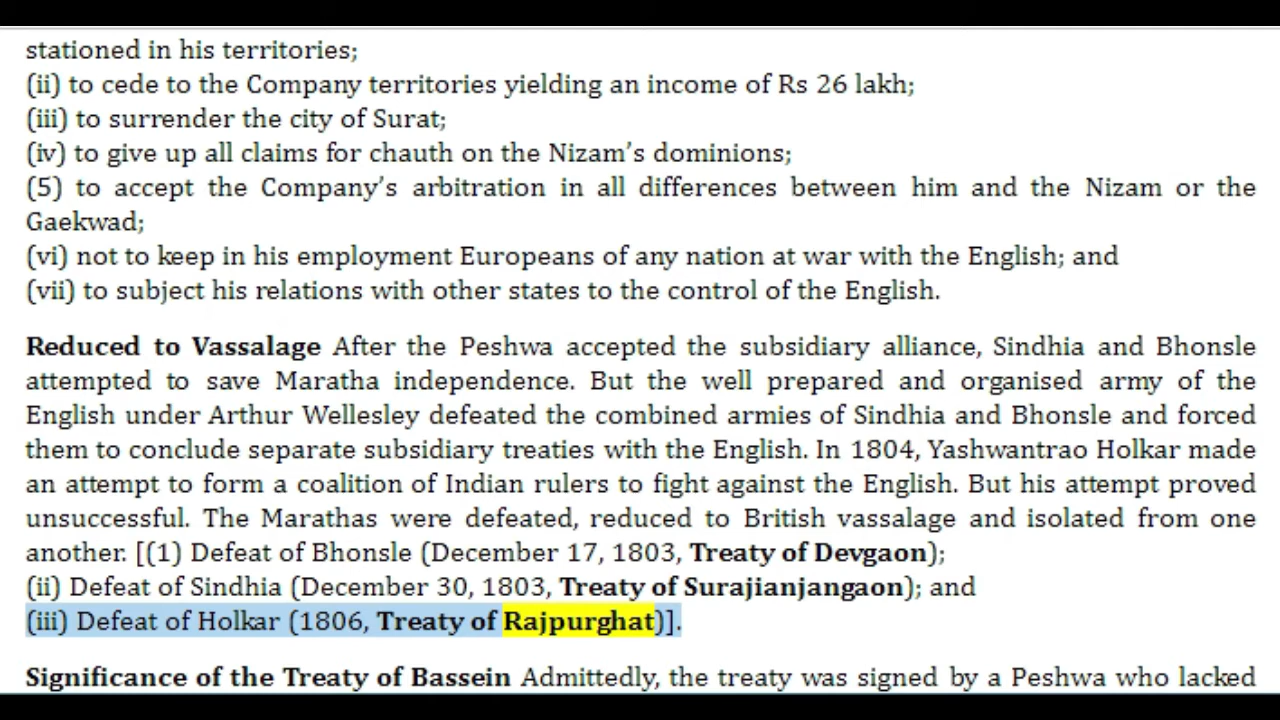 stationed in his territories;
(ii) to cede to the Company territories yielding an income of Rs 26 lakh;
(iii) to surrender the city of Surat;
(iv) to give up all claims for chauth on the Nizam’s dominions;
(5) to accept the Company’s arbitration in all differences between him and the Nizam or the
Gaekwad;
(vi) not to keep in his employment Europeans of any nation at war with the English; and
(vii) to subject his relations with other states to the control of the English.
Reduced to Vassalage After the Peshwa accepted the subsidiary alliance, Sindhia and Bhonsle
attempted to save Maratha independence. But the well prepared and organised army of the
English under Arthur Wellesley defeated the combined armies of Sindhia and Bhonsle and forced
them to conclude separate subsidiary treaties with the English. In 1804, Yashwantrao Holkar made
an attempt to form a coalition of Indian rulers to fight against the English. But his attempt proved
unsuccessful. The Marathas were defeated, reduced to British vassalage and isolated from one
another. [(1) Defeat of Bhonsle (December 17, 1803, Treaty of Devgaon);
(ii) Defeat of Sindhia (December 30, 1803, Treaty of Surajianjangaon); and
(iii) Defeat of Holkar (1806, Treaty of Rajpurghat)].
Significance of the Treaty of Bassein Admittedly, the treaty was signed by a Peshwa who lacked